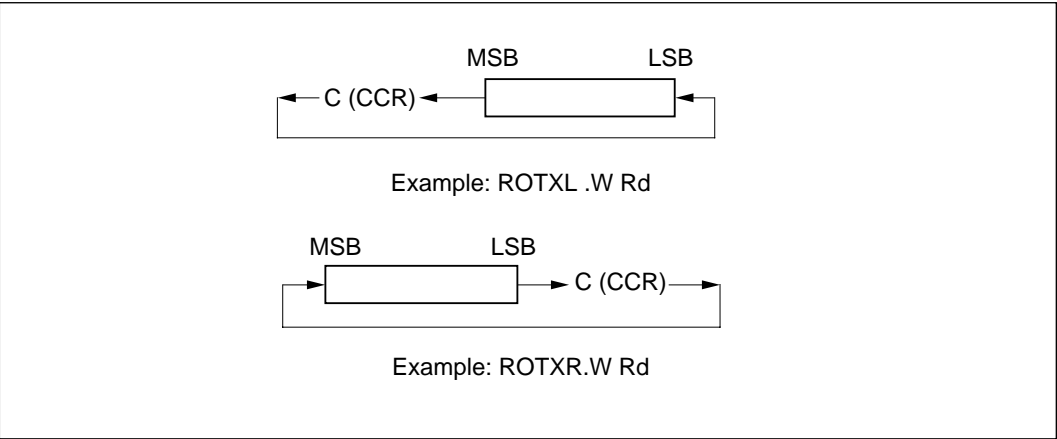 MSB LSB
C (CCR)
Example: ROTXL .W Rd
MSB LSB
C (CCR)
Example: ROTXR.W Rd